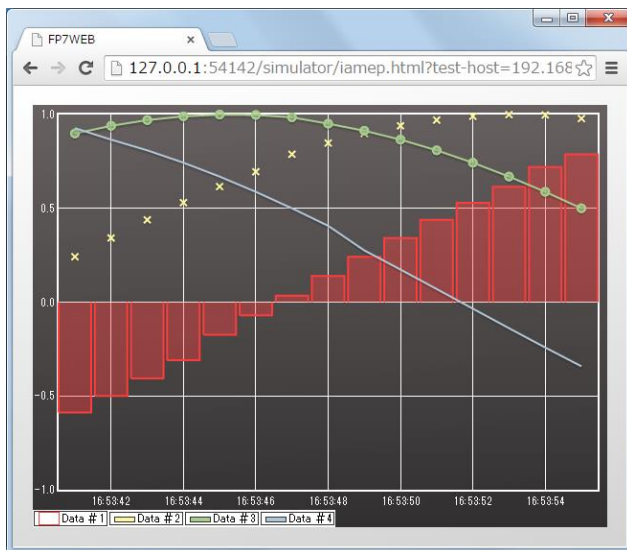 FP7WEB
127.0.0.1:54142/simulator/iamep.html?test-host=192.168
1.0
0.5
0.0
-0.5
-1.0
16:53:42 16:53:44 16:53:46 16:53:48 16:53:50 16:53:52 16:53:54
Data #1 Data #2 Data #3 Data #4